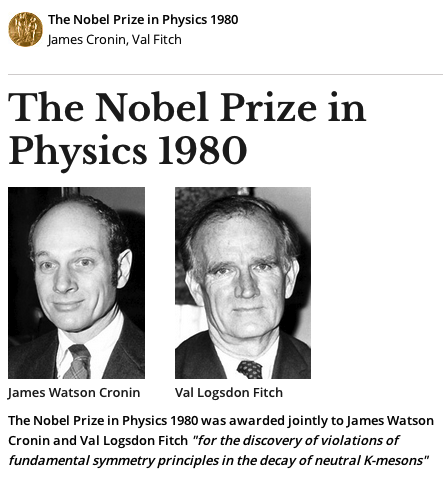 The Nobel Prize in Physics 1980
James Cronin, Val Fitch
The Nobel Prize in
Physics 1980
James Watson Cronin
Val Logsdon Fitch
The Nobel Prize in Physics 1980 was awarded jointly to James Watson
Cronin and Val Logsdon Fitch "for the discovery of violations of
fundamental symmetry principles in the decay of neutral K-mesons"